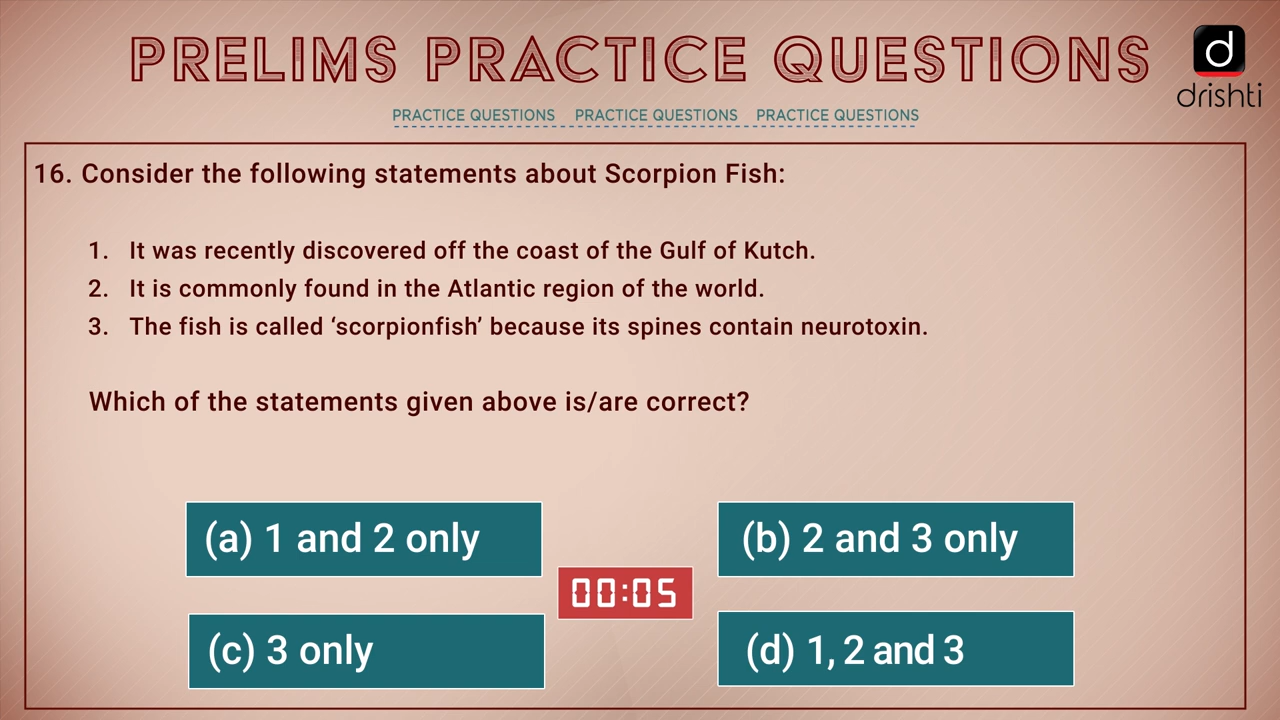 PRELIMS PRACTICE QUESTIONS
d
drishti
PRACTICE QUESTIONS PRACTICE QUESTIONS PRACTICE QUESTIONS
16. Consider the following statements about Scorpion Fish:
1. It was recently discovered off the coast of the Gulf of Kutch.
2. It is commonly found in the Atlantic region of the world.
3. The fish is called ‘scorpionfish’ because its spines contain neurotoxin.
Which of the statements given above is/are correct?
(a) 1 and 2 only
(b) 2 and 3 only
00:05
(c) 3 only
(d) 1, 2 and 3